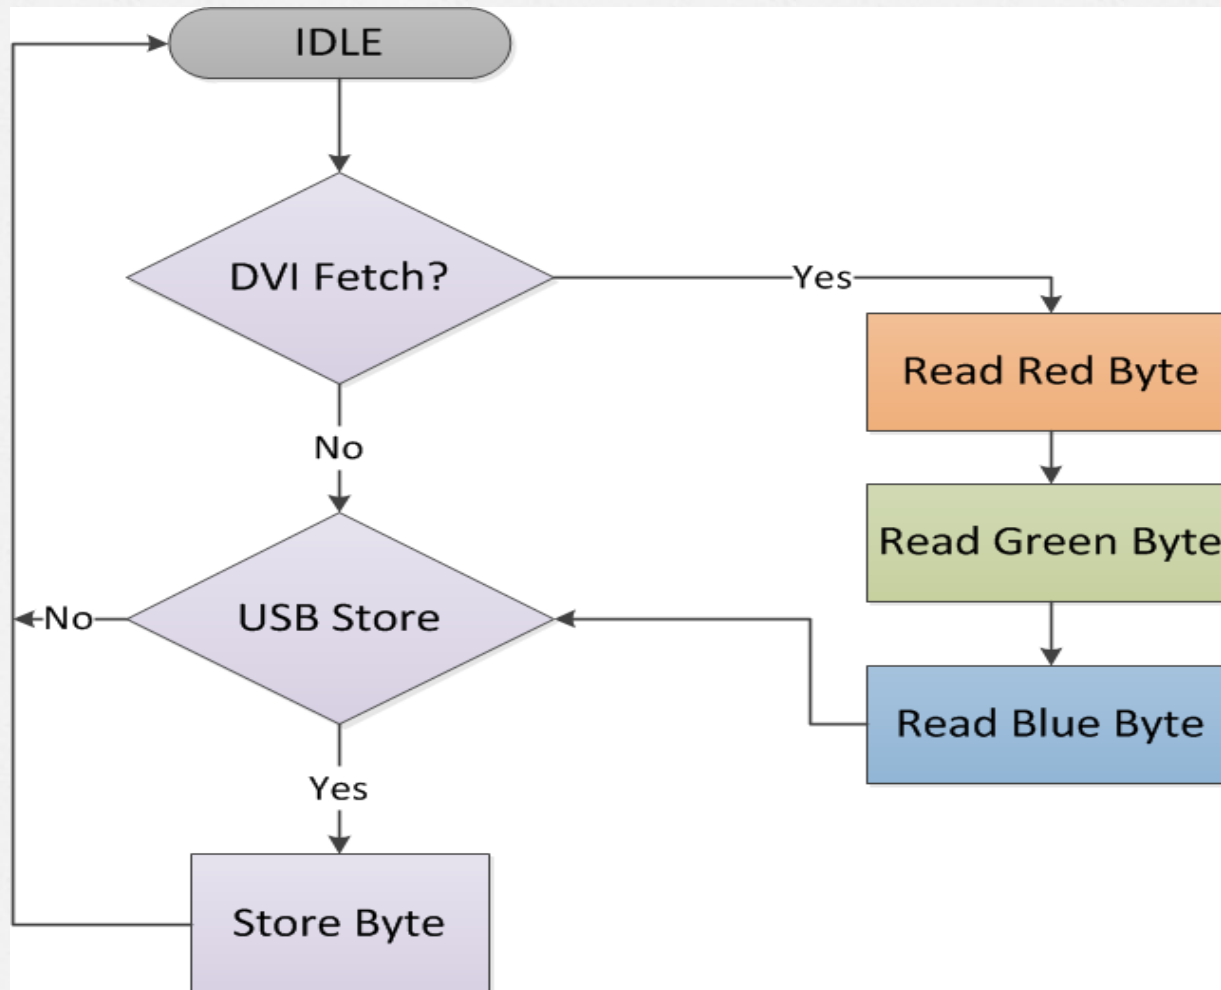 IDLE
DVI Fetch?
Yes
Read Red Byte
No
Read Green Byte
USB Store
No
Read Blue Byte
Yes
Store Byte